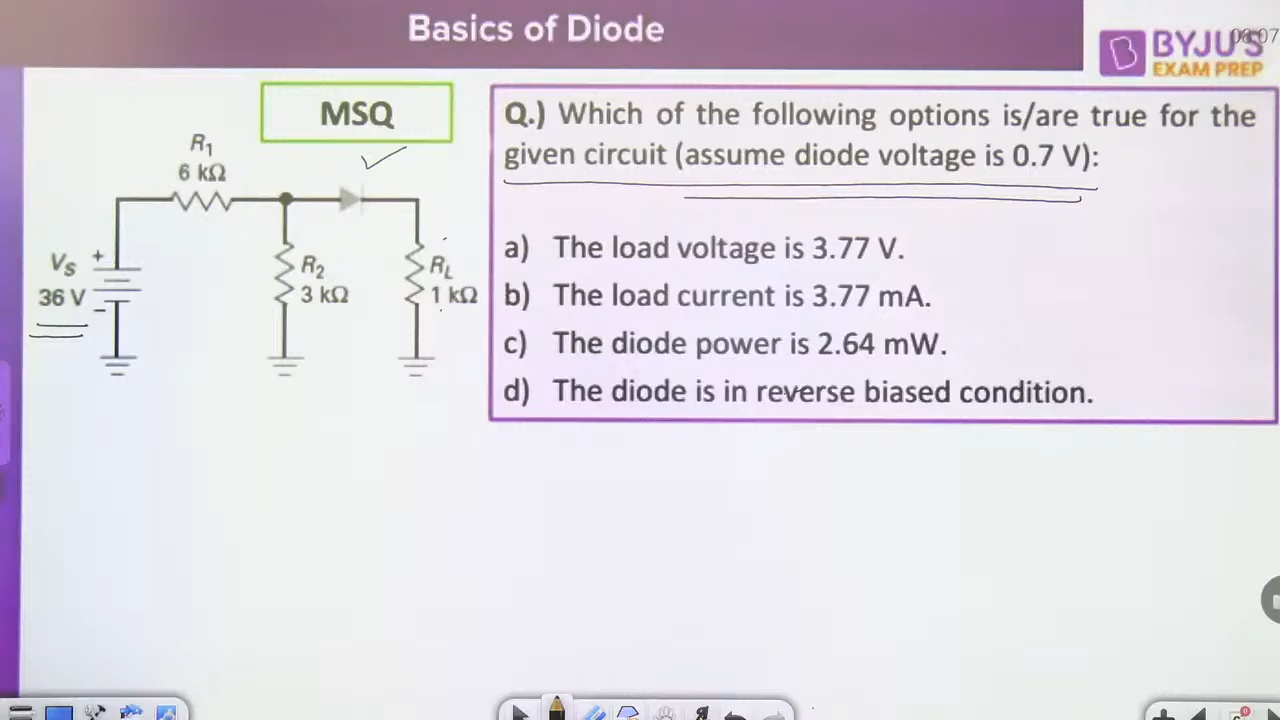 Basics of Diode
BYJU'S
EXAM PREP
MSQ
Q.) Which of the following options is/are true for the
given circuit (assume diode voltage is 0.7 V):
a) The load voltage is 3.77 V.
b) The load current is 3.77 mA.
c) The diode power is 2.64 mW.
d) The diode is in reverse biased condition.
R1
6 kΩ
VS
36 V
+
−
R2
3 kΩ
RL
1 kΩ